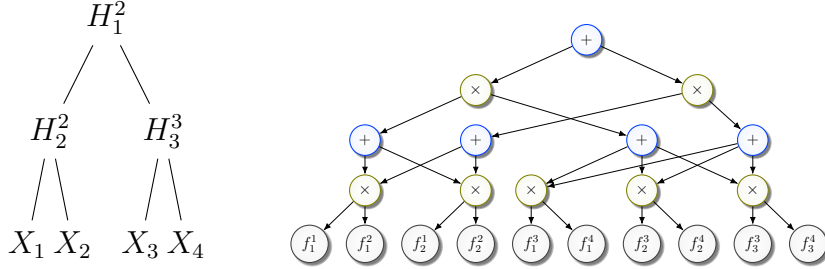 $H_1^2$
$H_2^2$ $H_3^3$
$X_1$ $X_2$ $X_3$ $X_4$
+
× ×
+ + + +
× × × × ×
$f_1^1$ $f_1^2$ $f_2^1$ $f_2^2$ $f_1^3$ $f_1^4$ $f_2^3$ $f_2^4$ $f_3^3$ $f_3^4$